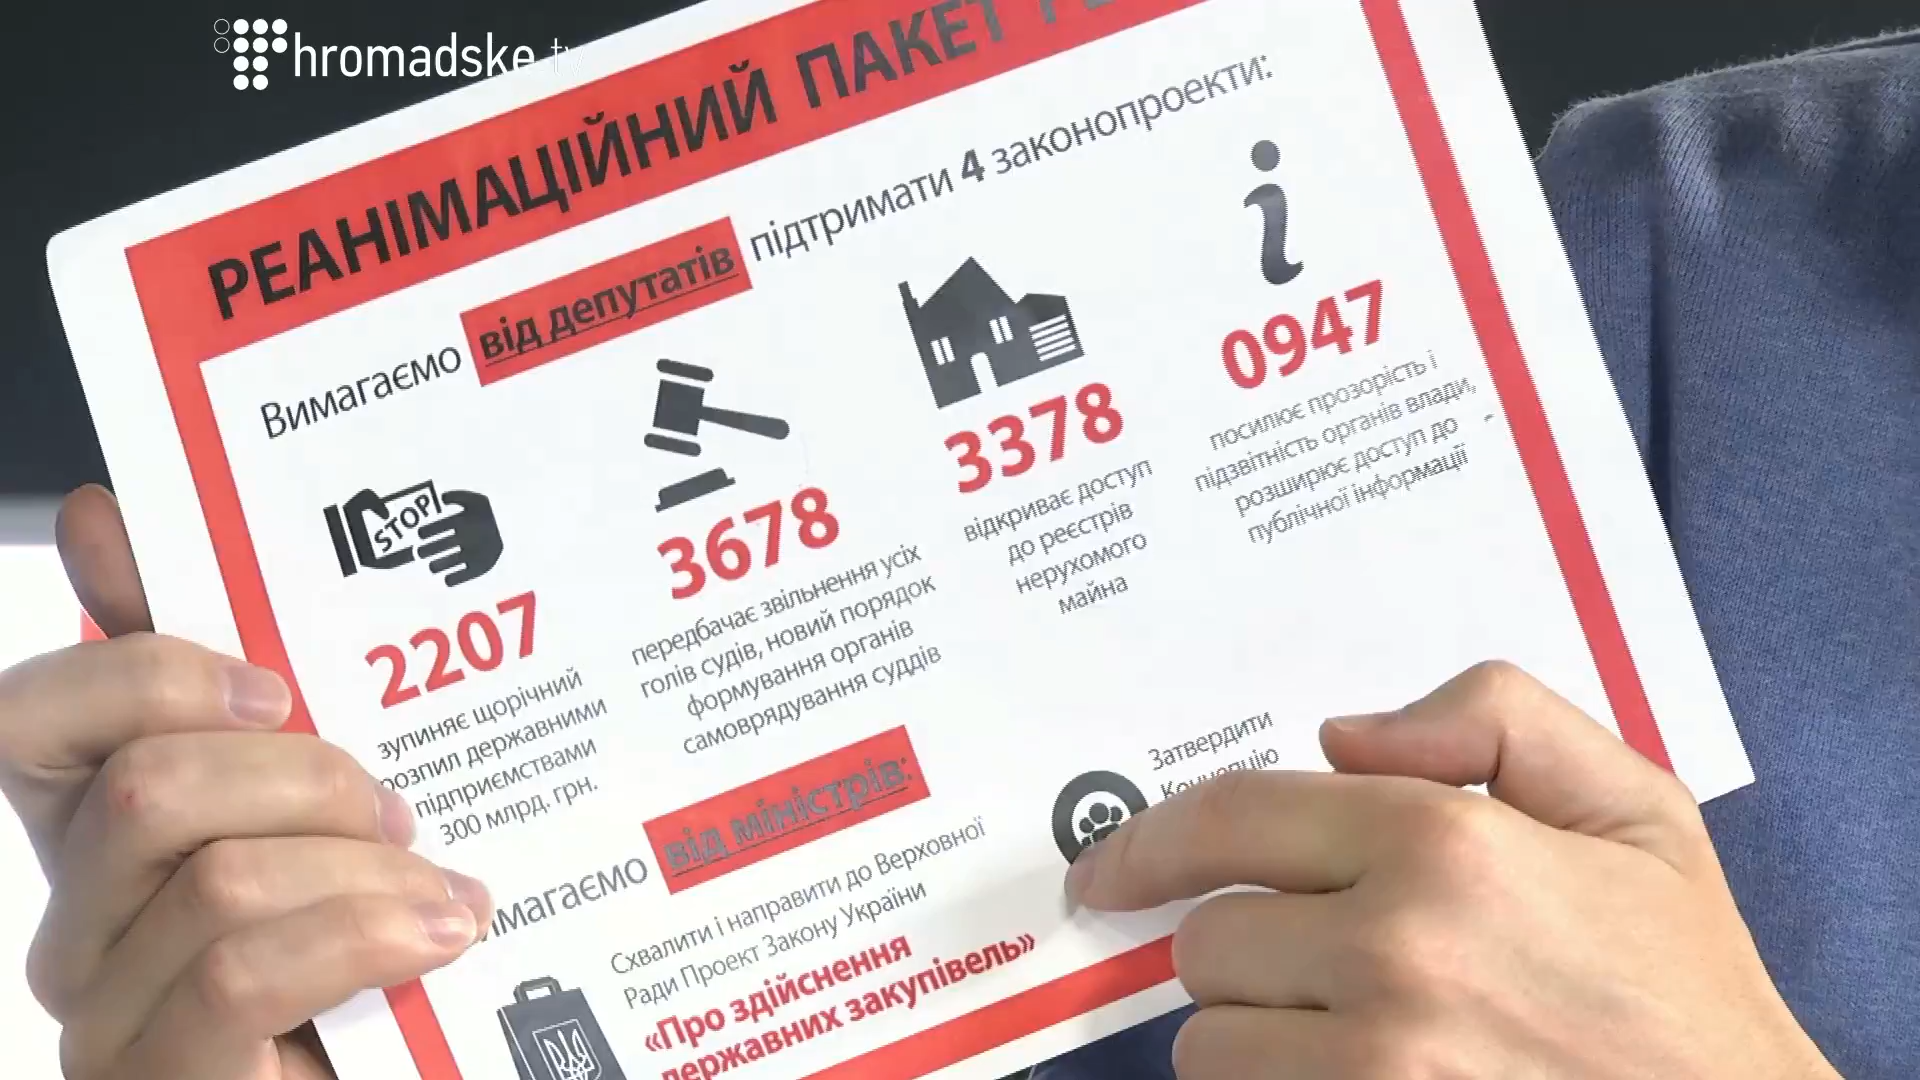 hromadske.tv
РЕАНІМАЦІЙНИЙ ПАКЕТ
Вимагаємо від депутатів підтримати 4 законопроекти:
STOP!
2207
зупиняє щорічний
розпил державними
підприємствами
300 млрд. грн.
3678
передбачає звільнення усіх
голів судів, новий порядок
формування органів
самоврядування суддів
3378
відкриває доступ
до реєстрів
нерухомого
майна
0947
посилює прозорість і
підзвітність органів влади,
розширює доступ до
публічної інформації
имагаємо від міністрів:
Схвалити і направити до Верховної
Ради Проект Закону України
«Про здійснення
державних закупівель»
Затвердити
Концепцію